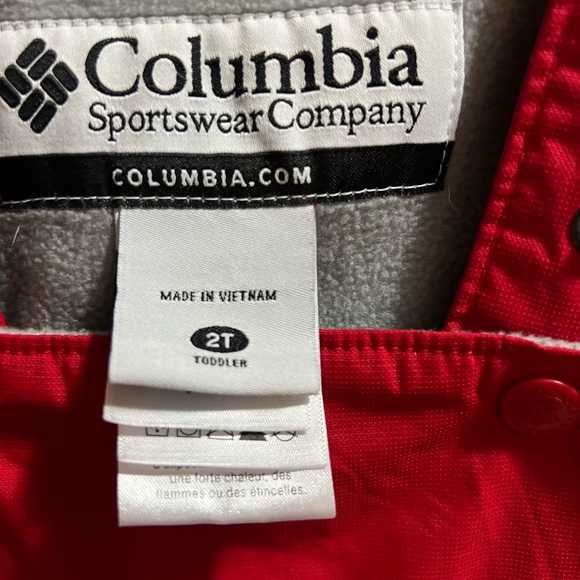 Columbia
Sportswear Company
COLUMBIA.COM
MADE IN VIETNAM
2T
TODDLER
une forte chaleur, des
flammes ou des étincelles.